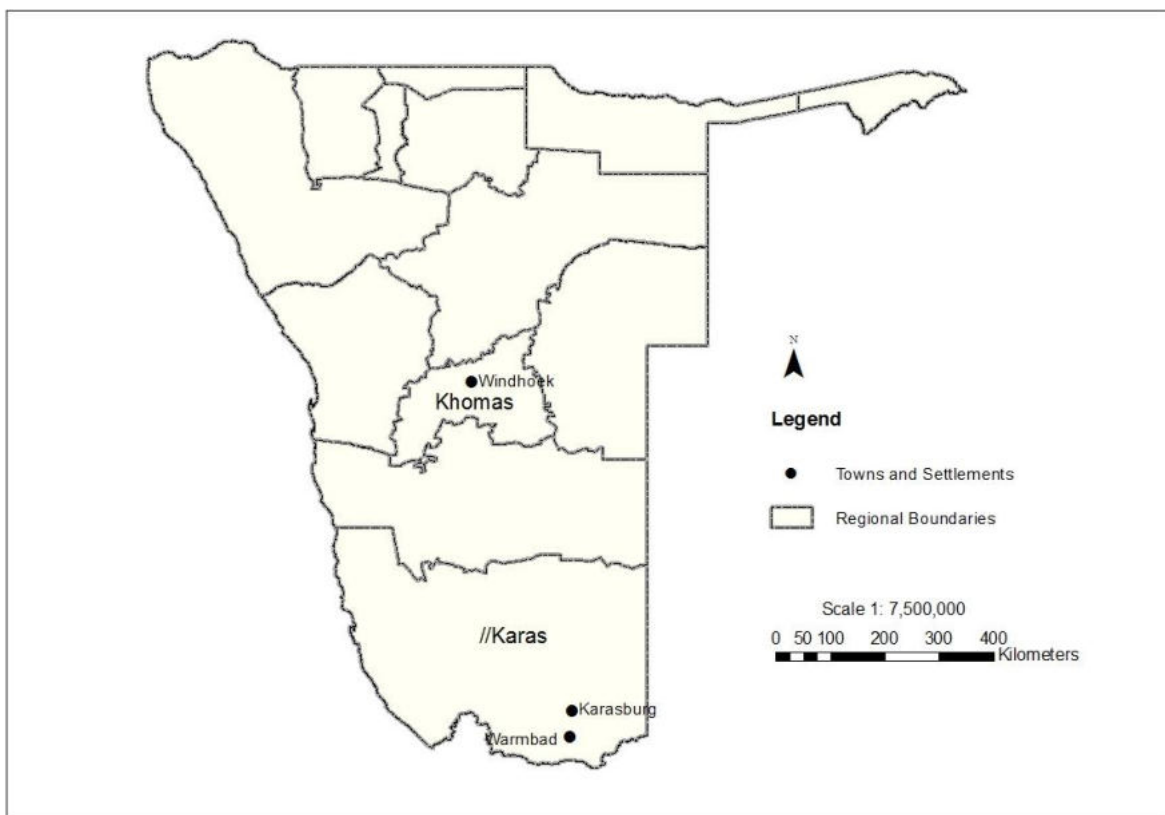 Windhoek
Khomas
//Karas
Karasburg
Warmbad
N
Legend
Towns and Settlements
Regional Boundaries
Scale 1: 7,500,000
0 50 100 200 300 400
Kilometers